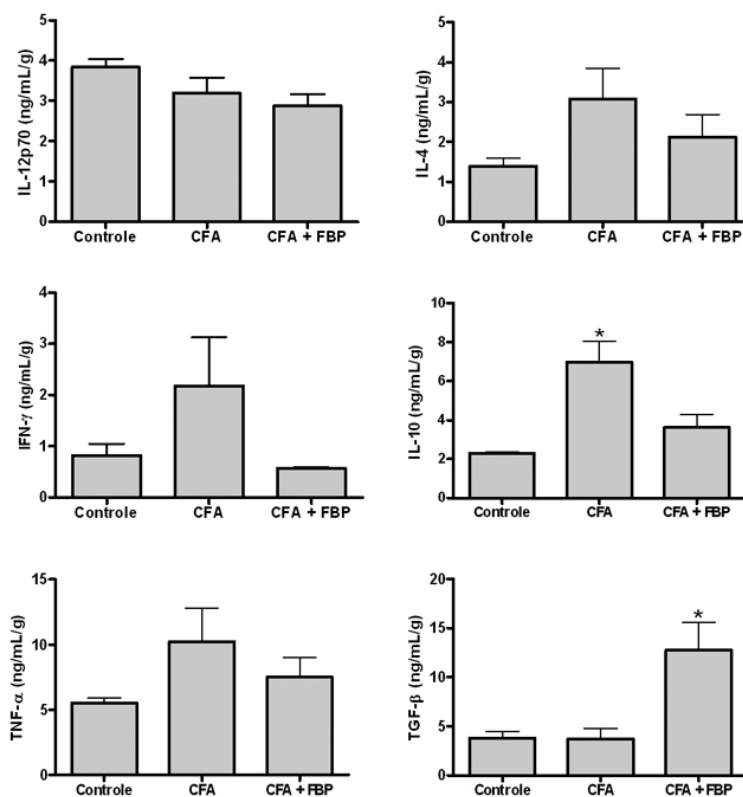 5
4
3
2
1
0
IL-12p70 (ng/mL/g)
Controle CFA CFA + FBP
5
4
3
2
1
0
IL-4 (ng/mL/g)
Controle CFA CFA + FBP
4
3
2
1
0
IFN-γ (ng/mL/g)
Controle CFA CFA + FBP
10
8
6
4
2
0
IL-10 (ng/mL/g)
*
Controle CFA CFA + FBP
15
10
5
0
TNF-α (ng/mL/g)
Controle CFA CFA + FBP
20
15
10
5
0
TGF-β (ng/mL/g)
*
Controle CFA CFA + FBP